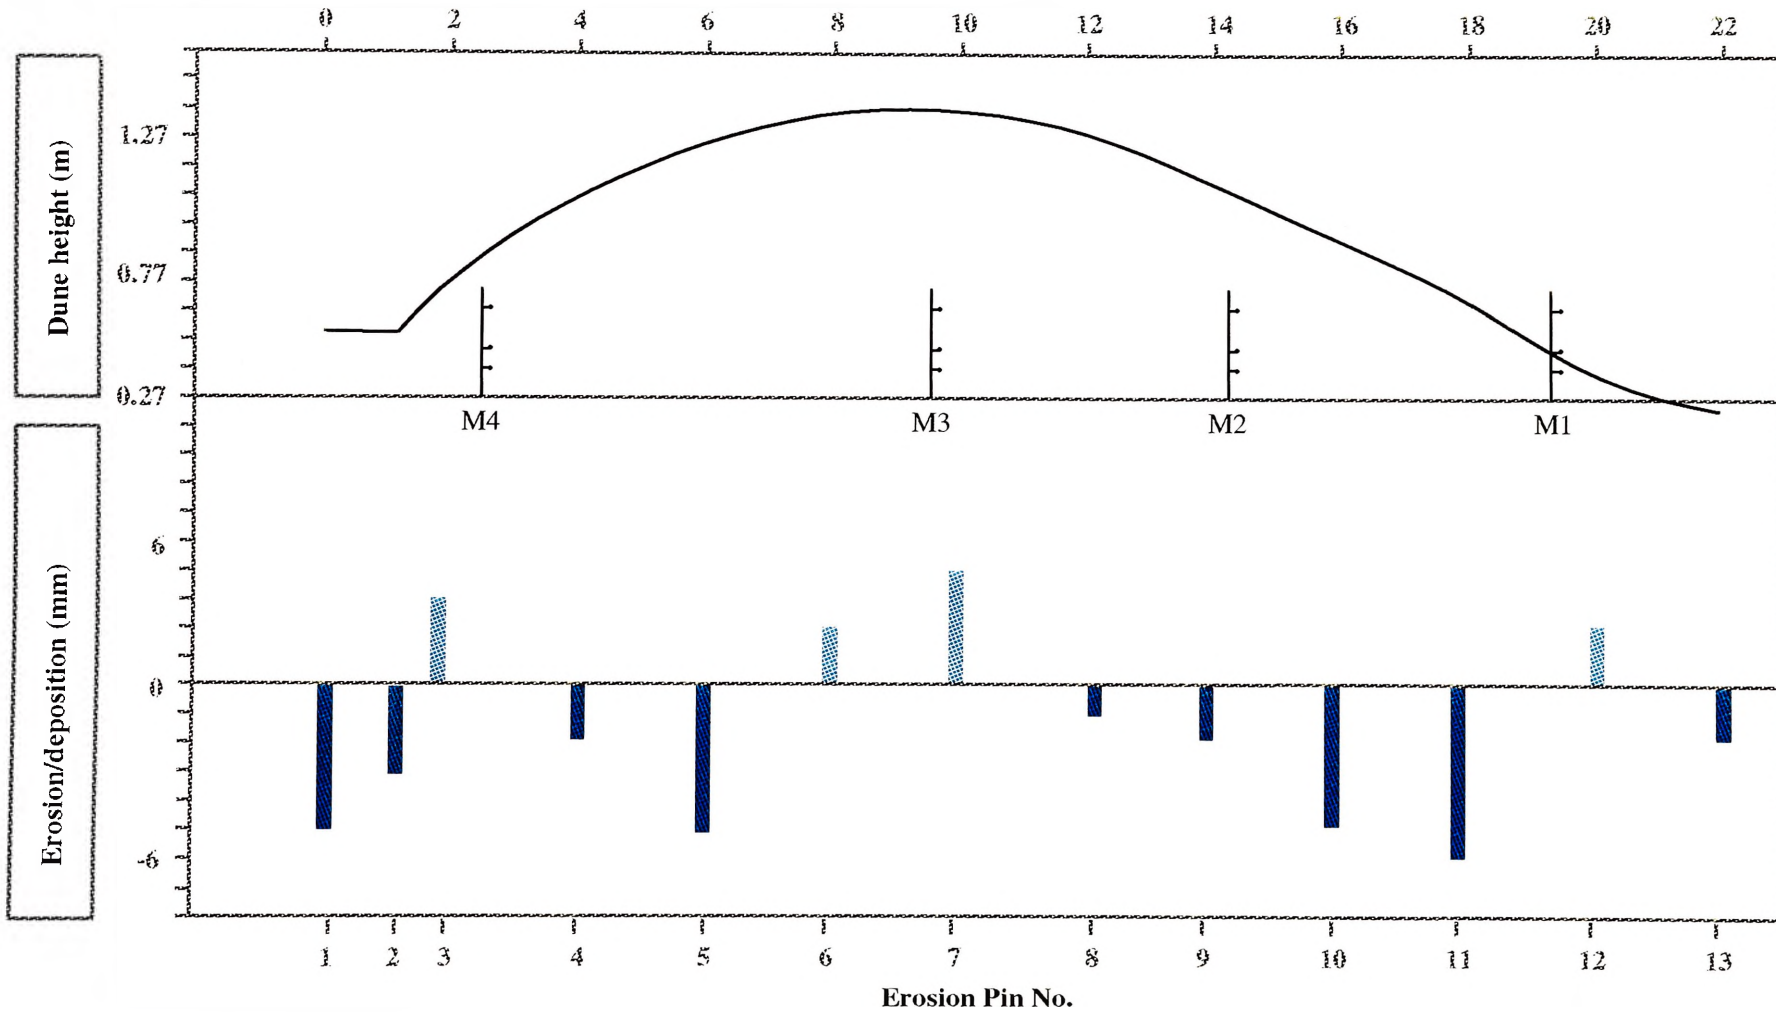 0 2 4 6 8 10 12 14 16 18 20 22
Dune height (m)
1.27
0.77
0.27
M4 M3 M2 M1
Erosion/deposition (mm)
6
0
-6
1 2 3 4 5 6 7 8 9 10 11 12 13
Erosion Pin No.